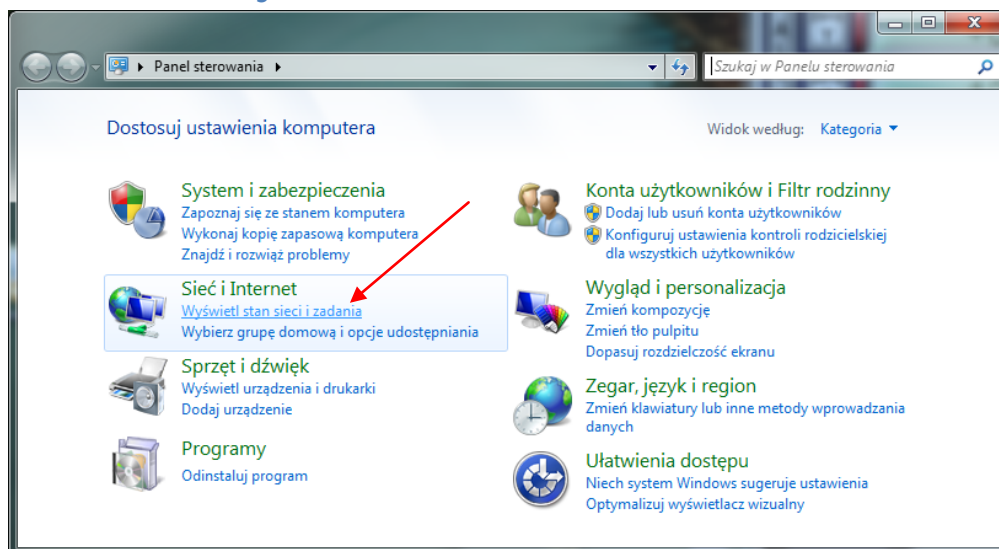 Panel sterowania
Szukaj w Panelu sterowania
Dostosuj ustawienia komputera
Widok według: Kategoria
System i zabezpieczenia
Zapoznaj się ze stanem komputera
Wykonaj kopię zapasową komputera
Znajdź i rozwiąż problemy
Sieć i Internet
Wyświetl stan sieci i zadania
Wybierz grupę domową i opcje udostępniania
Sprzęt i dźwięk
Wyświetl urządzenia i drukarki
Dodaj urządzenie
Programy
Odinstaluj program
Konta użytkowników i Filtr rodzinny
Dodaj lub usuń konta użytkowników
Konfiguruj ustawienia kontroli rodzicielskiej
dla wszystkich użytkowników
Wygląd i personalizacja
Zmień kompozycję
Zmień tło pulpitu
Dopasuj rozdzielczość ekranu
Zegar, język i region
Zmień klawiatury lub inne metody wprowadzania
danych
Ułatwienia dostępu
Niech system Windows sugeruje ustawienia
Optymalizuj wyświetlacz wizualny